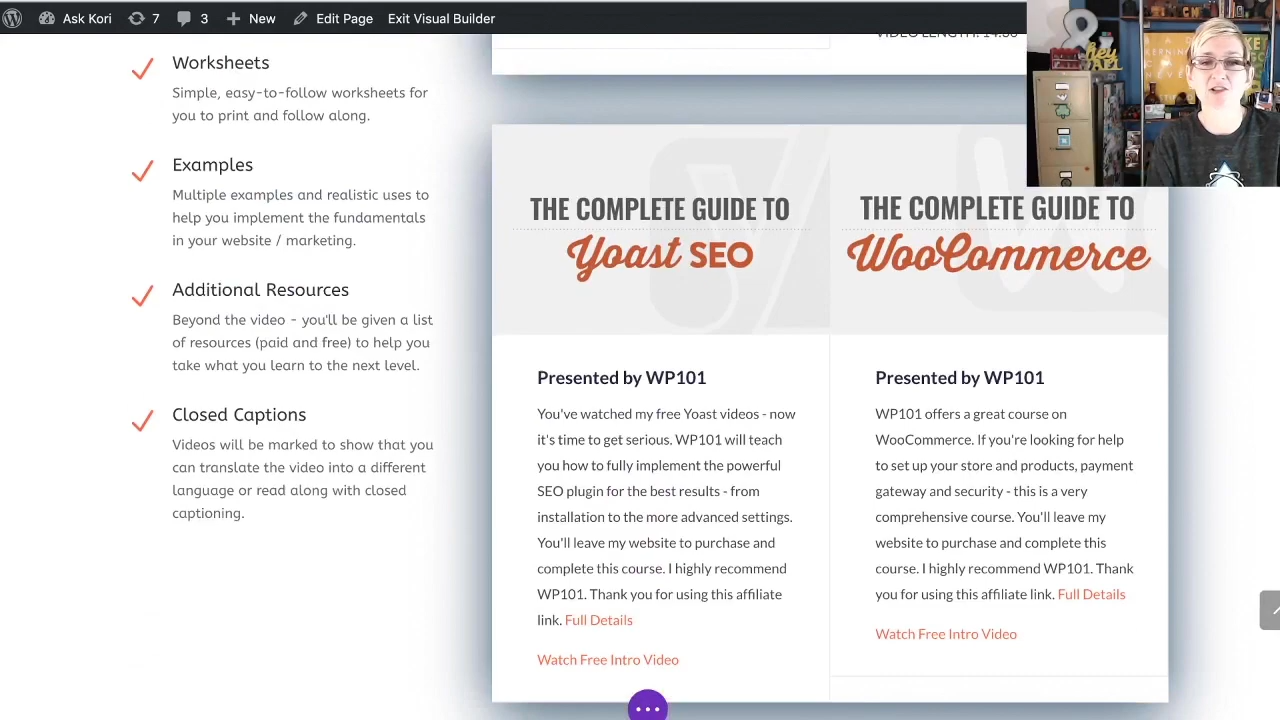 Ask Kori
7
3
New
Edit Page
Exit Visual Builder
Worksheets
Simple, easy-to-follow worksheets for
you to print and follow along.
Examples
Multiple examples and realistic uses to
help you implement the fundamentals
in your website / marketing.
Additional Resources
Beyond the video - you'll be given a list
of resources (paid and free) to help you
take what you learn to the next level.
Closed Captions
Videos will be marked to show that you
can translate the video into a different
language or read along with closed
captioning.
THE COMPLETE GUIDE TO
Yoast SEO
Presented by WP101
You've watched my free Yoast videos - now
it's time to get serious. WP101 will teach
you how to fully implement the powerful
SEO plugin for the best results - from
installation to the more advanced settings.
You'll leave my website to purchase and
complete this course. I highly recommend
WP101. Thank you for using this affiliate
link. Full Details
Watch Free Intro Video
THE COMPLETE GUIDE TO
WooCommerce
Presented by WP101
WP101 offers a great course on
WooCommerce. If you're looking for help
to set up your store and products, payment
gateway and security - this is a very
comprehensive course. You'll leave my
website to purchase and complete this
course. I highly recommend WP101. Thank
you for using this affiliate link. Full Details
Watch Free Intro Video